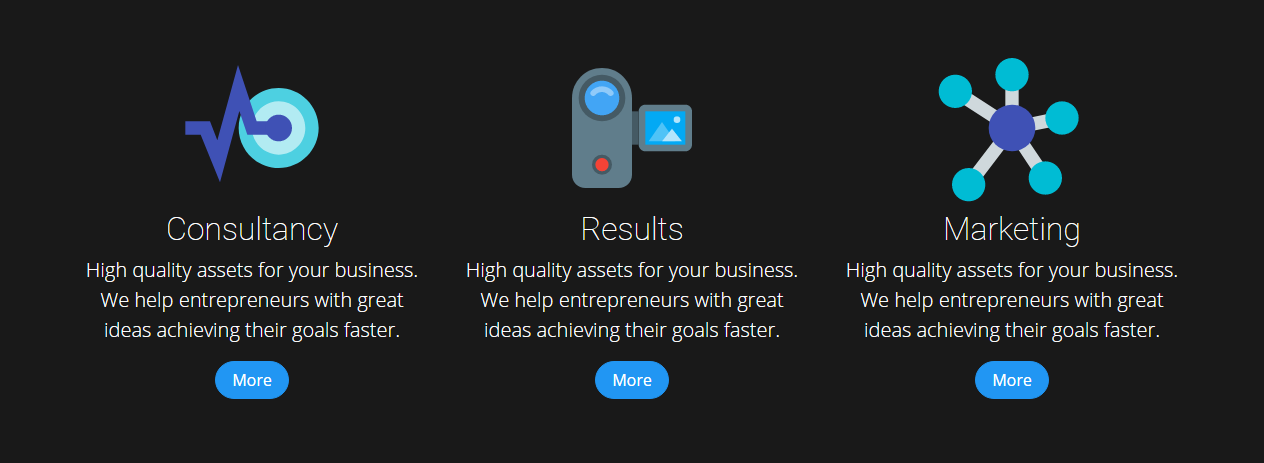 Consultancy
High quality assets for your business.
We help entrepreneurs with great
ideas achieving their goals faster.
More
Results
High quality assets for your business.
We help entrepreneurs with great
ideas achieving their goals faster.
More
Marketing
High quality assets for your business.
We help entrepreneurs with great
ideas achieving their goals faster.
More